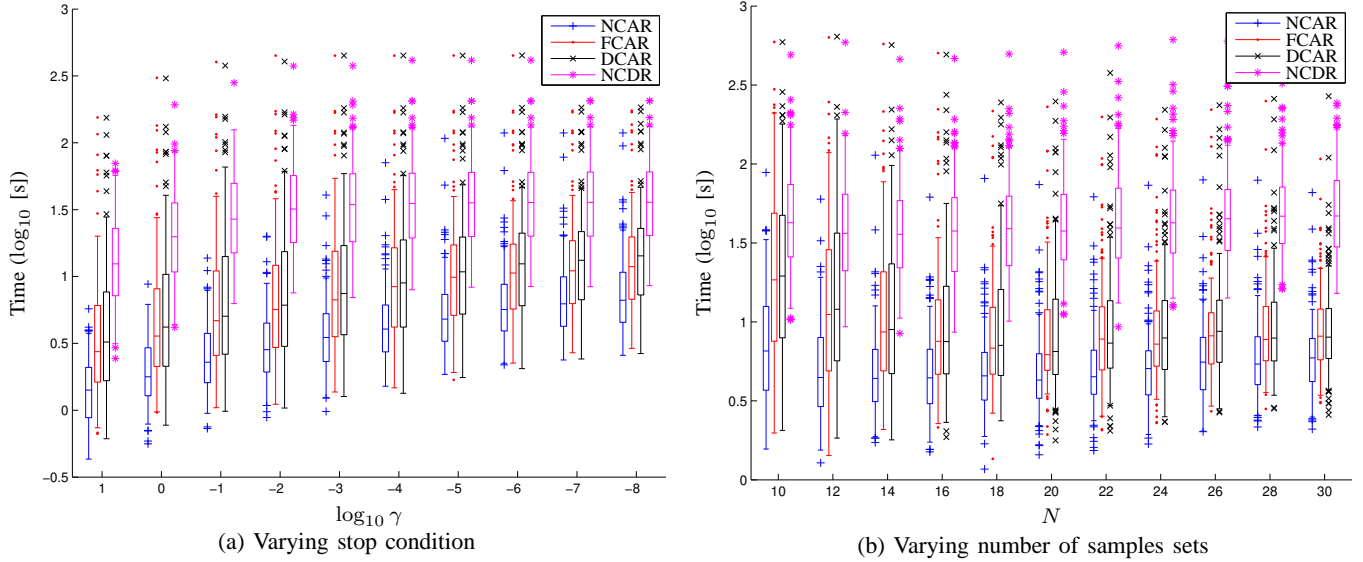 3
2.5
2
1.5
1
0.5
0
−0.5
Time (log10 [s])
1 0 -1 -2 -3 -4 -5 -6 -7 -8
log10 γ
NCAR
FCAR
DCAR
NCDR
(a) Varying stop condition
3
2.5
2
1.5
1
0.5
0
Time (log10 [s])
10 12 14 16 18 20 22 24 26 28 30
N
NCAR
FCAR
DCAR
NCDR
(b) Varying number of samples sets